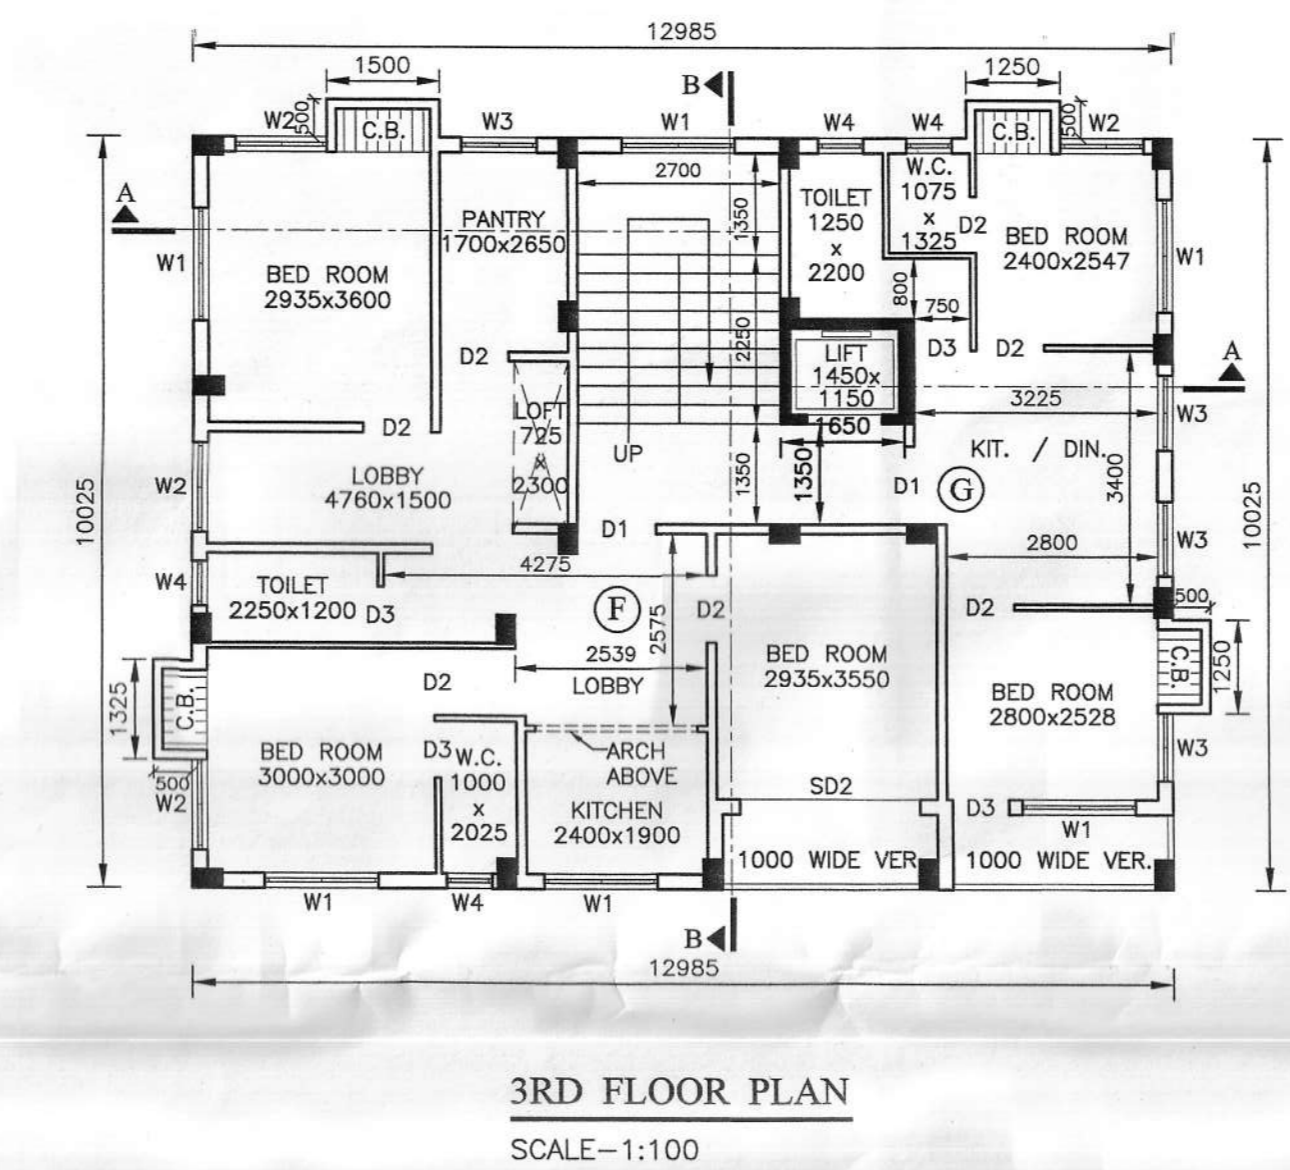 12985
1500
1250
B
W2
500
C.B.
W3
W1
W4
W4
C.B.
500
W2
2700
W.C.
1075
x
1325
A
PANTRY
1700x2650
1350
TOILET
1250
x
2200
D2
BED ROOM
2400x2547
W1
W1
BED ROOM
2935x3600
800
750
2250
D2
LIFT
1450x
1150
D3
D2
A
LOFT
725
x
2300
1650
3225
W3
D2
UP
KIT. / DIN.
LOBBY
4760x1500
W2
1350
1350
D1
G
3400
10025
10025
D1
4275
2800
W3
W4
TOILET
2250x1200
D3
F
2575
D2
D2
500
2539
LOBBY
BED ROOM
2935x3550
C.B.
1250
D2
1325
C.B.
BED ROOM
2800x2528
BED ROOM
3000x3000
D3
W.C.
1000
x
2025
ARCH
ABOVE
W3
500
W2
KITCHEN
2400x1900
SD2
D3
W1
1000 WIDE VER.
1000 WIDE VER.
W1
W4
W1
B
12985
3RD FLOOR PLAN
SCALE-1:100